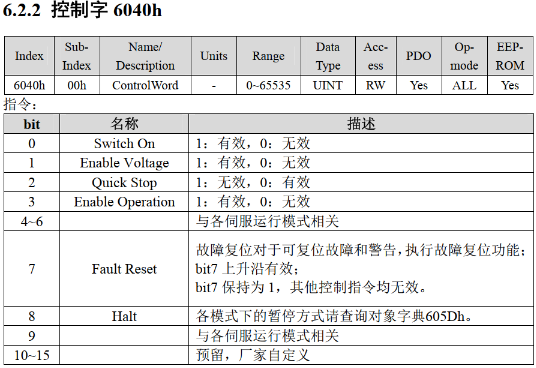 6.2.2 控制字 6040h
Index Sub-Index Name/Description Units Range Data Type Acc-ess PDO Op-mode EEP-ROM
6040h 00h ControlWord - 0~65535 UINT RW Yes ALL Yes
指令：
bit 名称 描述
0 Switch On 1：有效，0：无效
1 Enable Voltage 1：有效，0：无效
2 Quick Stop 1：无效，0：有效
3 Enable Operation 1：有效，0：无效
4~6 与各伺服运行模式相关
7 Fault Reset 故障复位对于可复位故障和警告，执行故障复位功能；
bit7 上升沿有效；
bit7 保持为 1，其他控制指令均无效。
8 Halt 各模式下的暂停方式请查询对象字典605Dh。
9 与各伺服运行模式相关
10~15 预留，厂家自定义